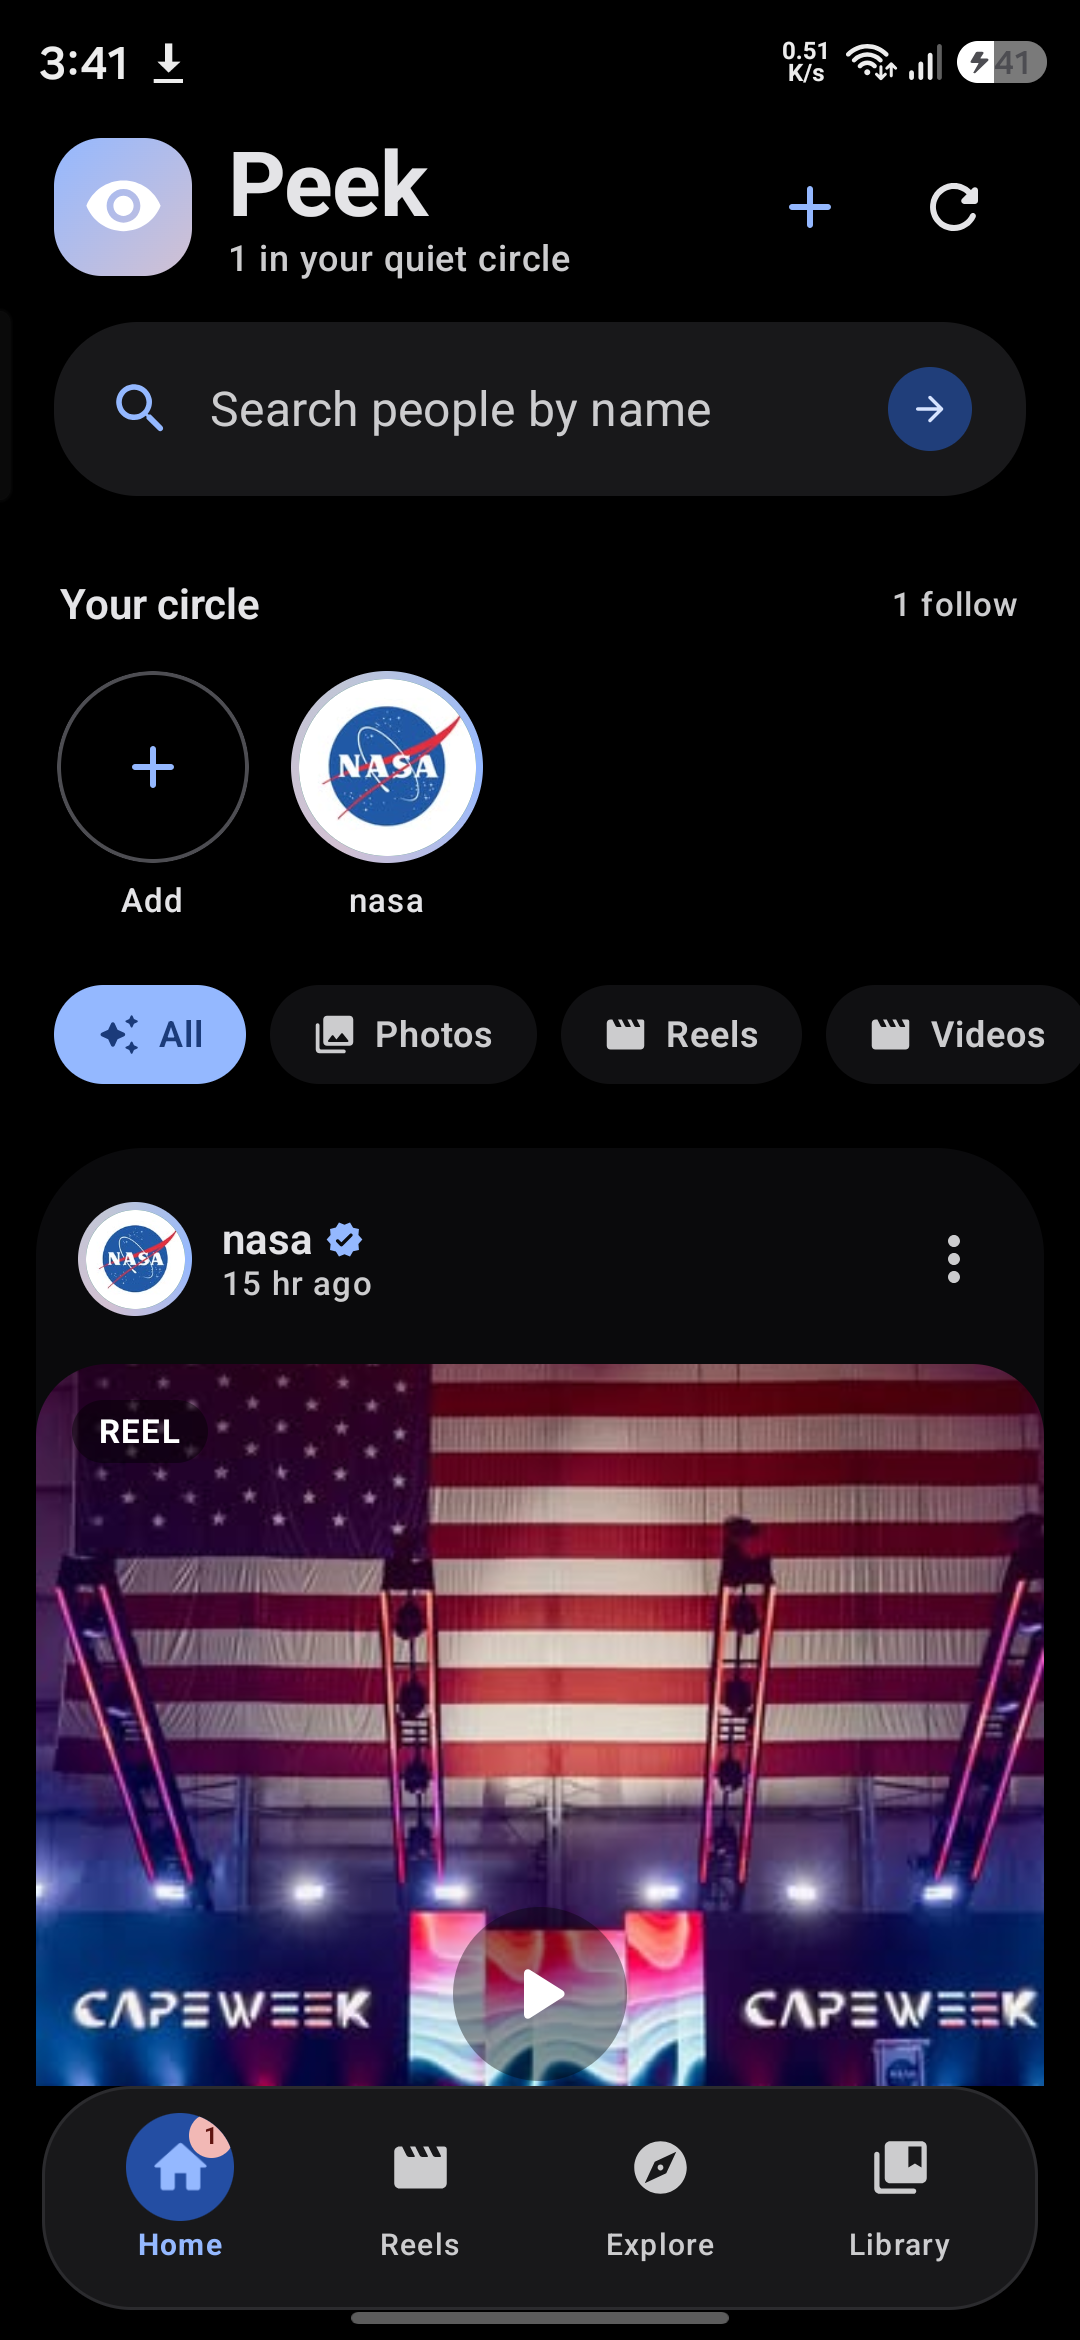 3:41
0.51
K/s
41
Peek
1 in your quiet circle
Search people by name
Your circle
1 follow
NASA
Add
nasa
All
Photos
Reels
Videos
NASA
nasa
15 hr ago
REEL
CAPEWEEK
CAPEWEEK
NASA
1
Home
Reels
Explore
Library